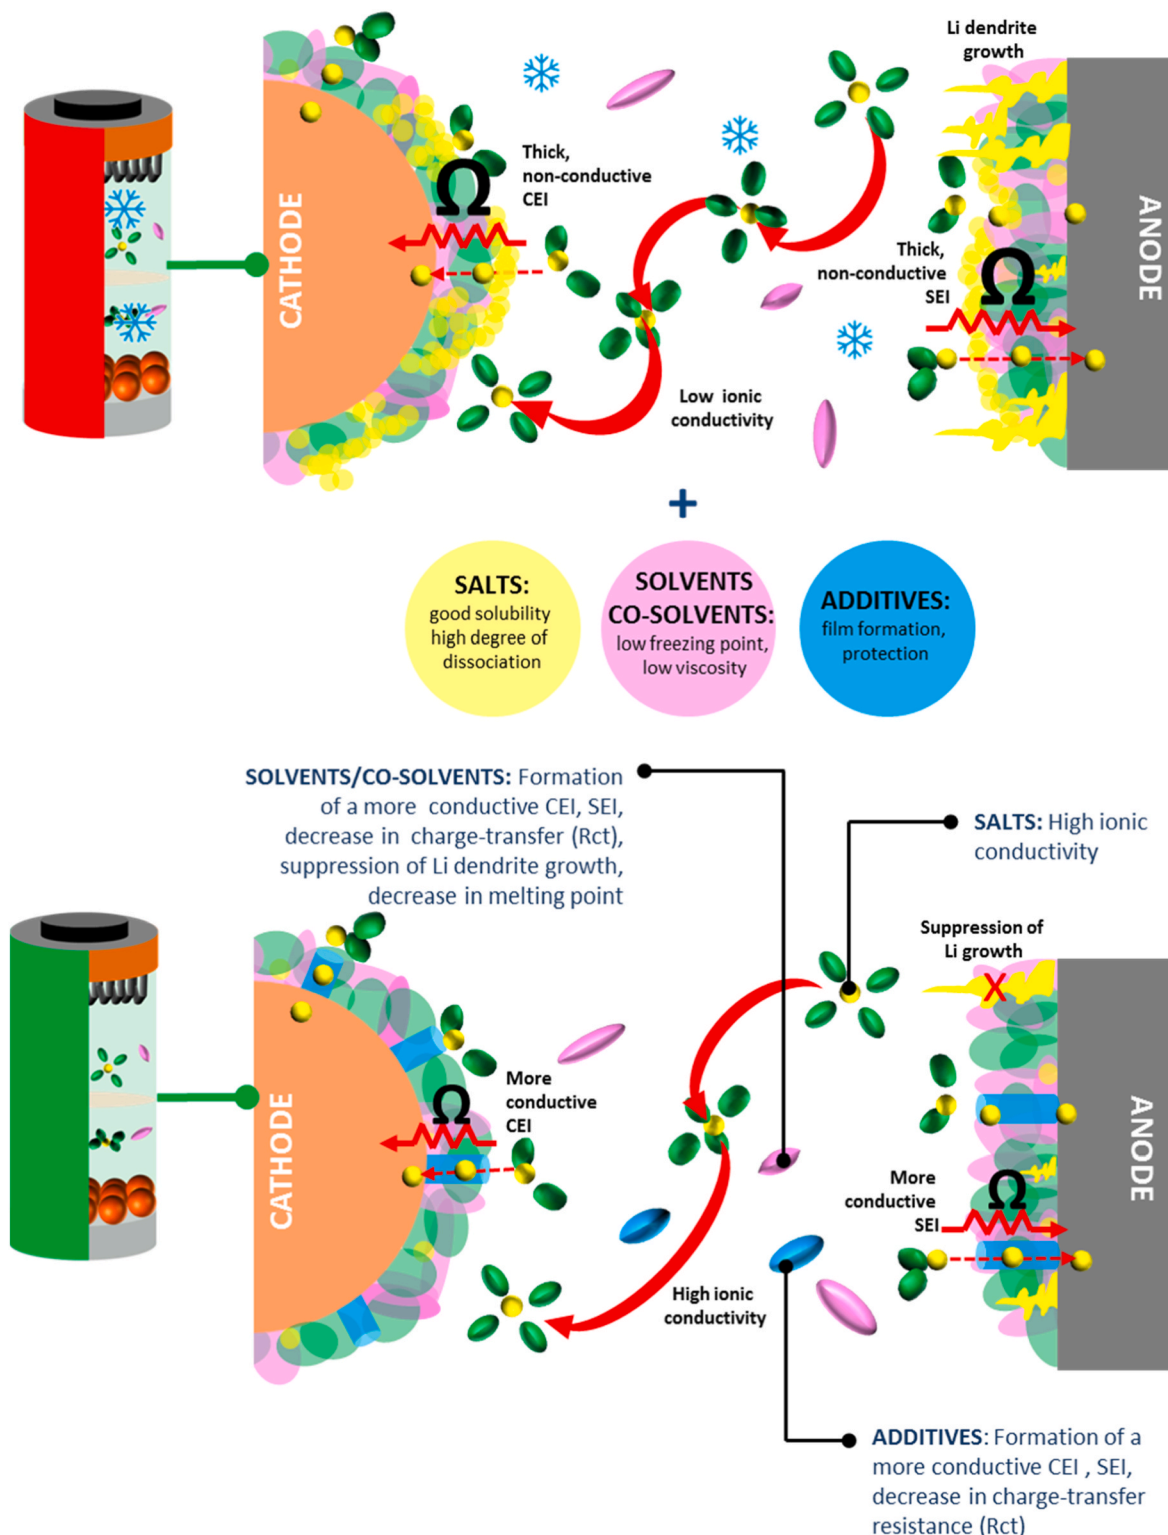 Li dendrite
growth
Thick,
non-conductive
CEI
Ω
CATHODE
ANODE
Thick,
non-conductive
SEI
Ω
Low ionic
conductivity
+
SALTS:
good solubility
high degree of
dissociation
SOLVENTS
CO-SOLVENTS:
low freezing point,
low viscosity
ADDITIVES:
film formation,
protection
SOLVENTS/CO-SOLVENTS: Formation
of a more conductive CEI, SEI,
decrease in charge-transfer (Rct),
suppression of Li dendrite growth,
decrease in melting point
SALTS: High ionic
conductivity
Suppression of
Li growth
X
More
conductive
CEI
Ω
CATHODE
ANODE
More
conductive
SEI
Ω
High ionic
conductivity
ADDITIVES: Formation of a
more conductive CEI , SEI,
decrease in charge-transfer
resistance (Rct)